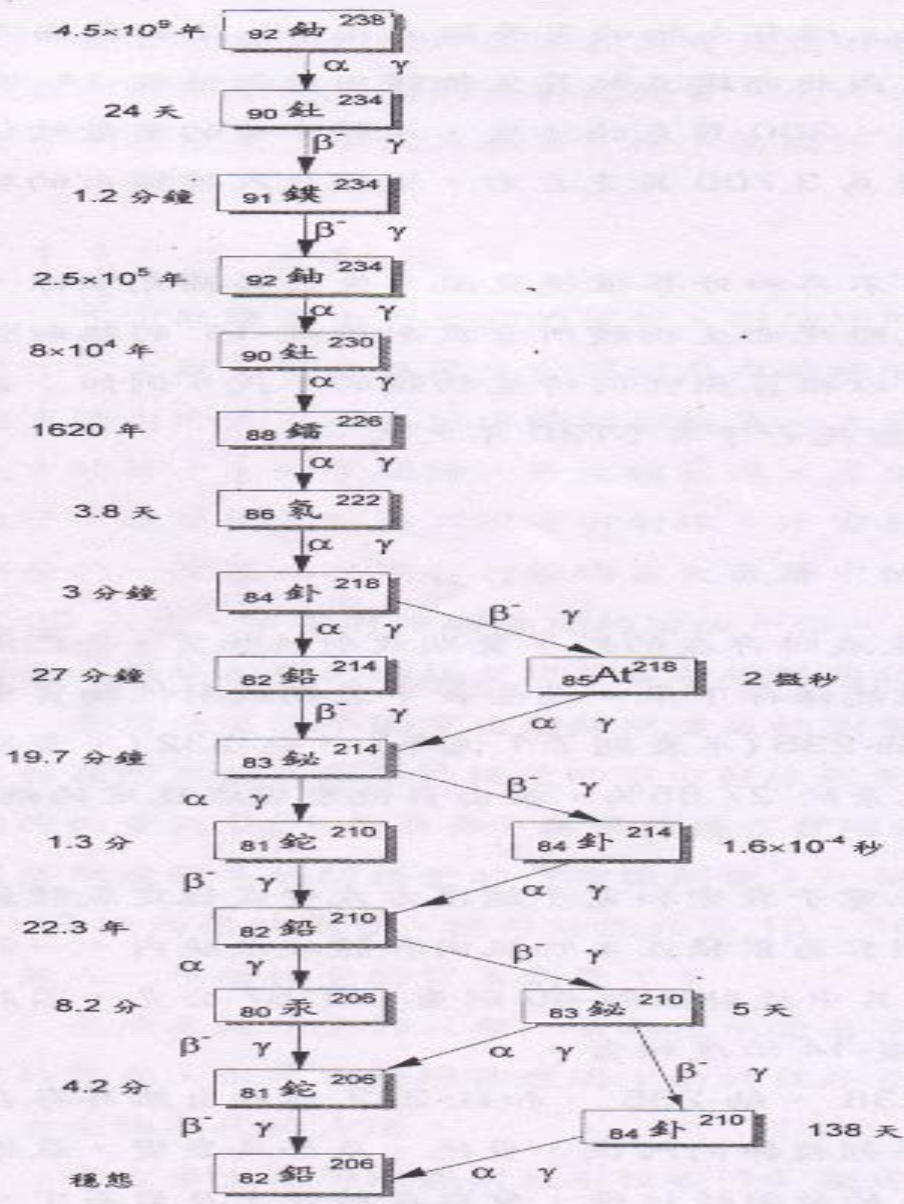 4.5×10⁹ 年 92 鈾 238
α γ
24 天 90 釷 234
β⁻ γ
1.2 分鐘 91 鏷 234
β⁻ γ
2.5×10⁵ 年 92 鈾 234
α γ
8×10⁴ 年 90 釷 230
α γ
1620 年 88 鐳 226
α γ
3.8 天 86 氡 222
α γ
3 分鐘 84 釙 218
α γ β⁻ γ
27 分鐘 82 鉛 214 85 At 218 2 微秒
β⁻ γ α γ
19.7 分鐘 83 鉍 214
α γ β⁻ γ
1.3 分 81 鉈 210 84 釙 214 1.6×10⁻⁴ 秒
β⁻ γ α γ
22.3 年 82 鉛 210
α γ β⁻ γ
8.2 分 80 汞 206 83 鉍 210 5 天
β⁻ γ α γ
β⁻ γ
4.2 分 81 鉈 206
β⁻ γ
84 釙 210 138 天
α γ
穩態 82 鉛 206